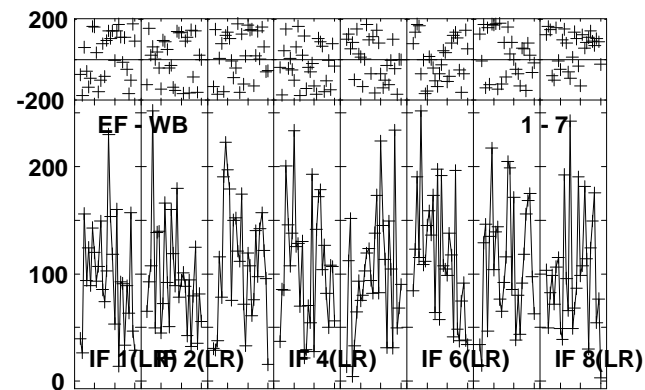 200
-200
EF - WB 1 - 7
200
100
IF 1(LR) IF 2(LR) IF 4(LR) IF 6(LR) IF 8(LR)
0